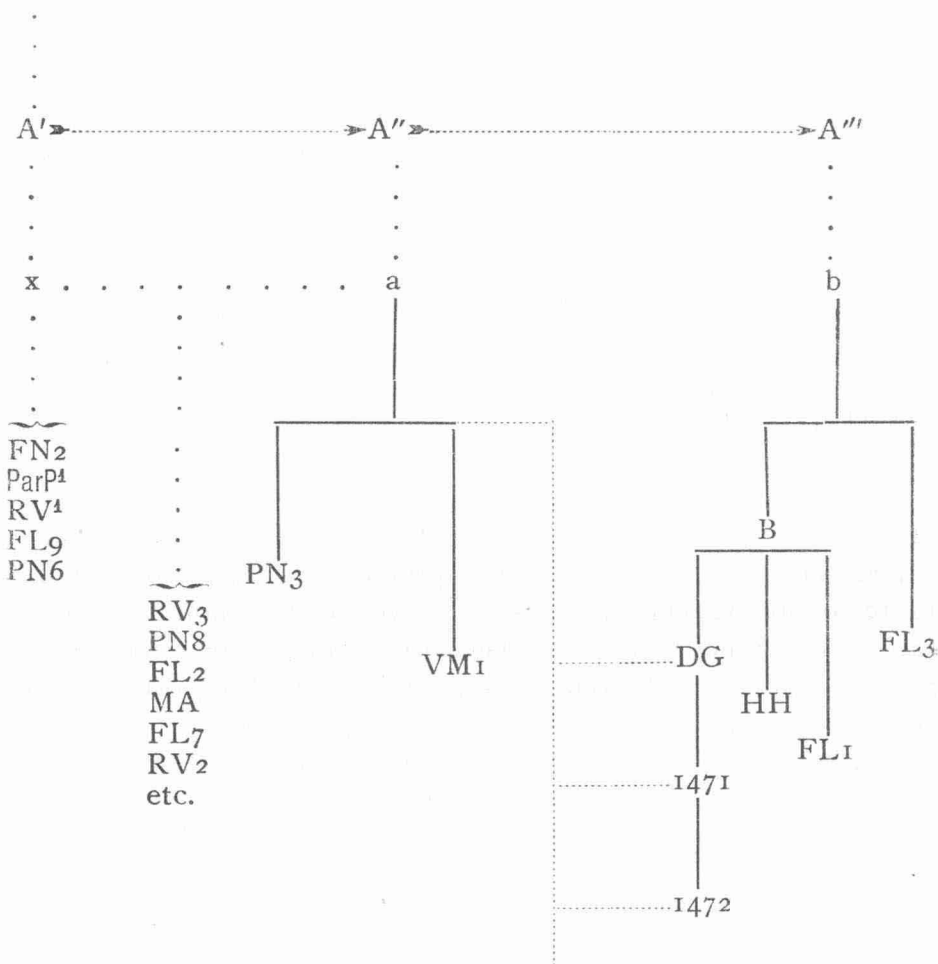 A′ A″ A‴
x a b
FN2
ParP¹
RV¹
FL9
PN6
B
PN3
RV3
PN8
FL2
MA
FL7
RV2
etc.
VM1
DG
FL3
HH
FL1
1471
1472